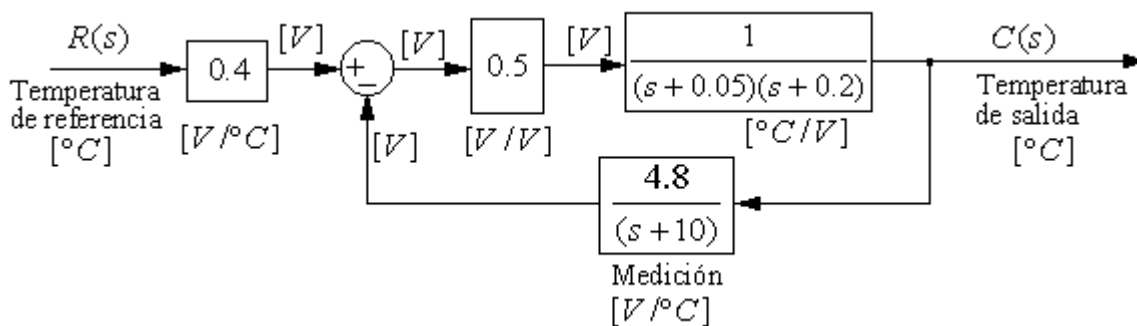 R(s)
[V]
[V]
[V]
1
C(s)
0.4
+
−
0.5
(s+0.05)(s+0.2)
Temperatura
de referencia
[°C]
[V/°C]
[V]
[V/V]
[°C/V]
Temperatura
de salida
[°C]
4.8
(s+10)
Medición
[V/°C]